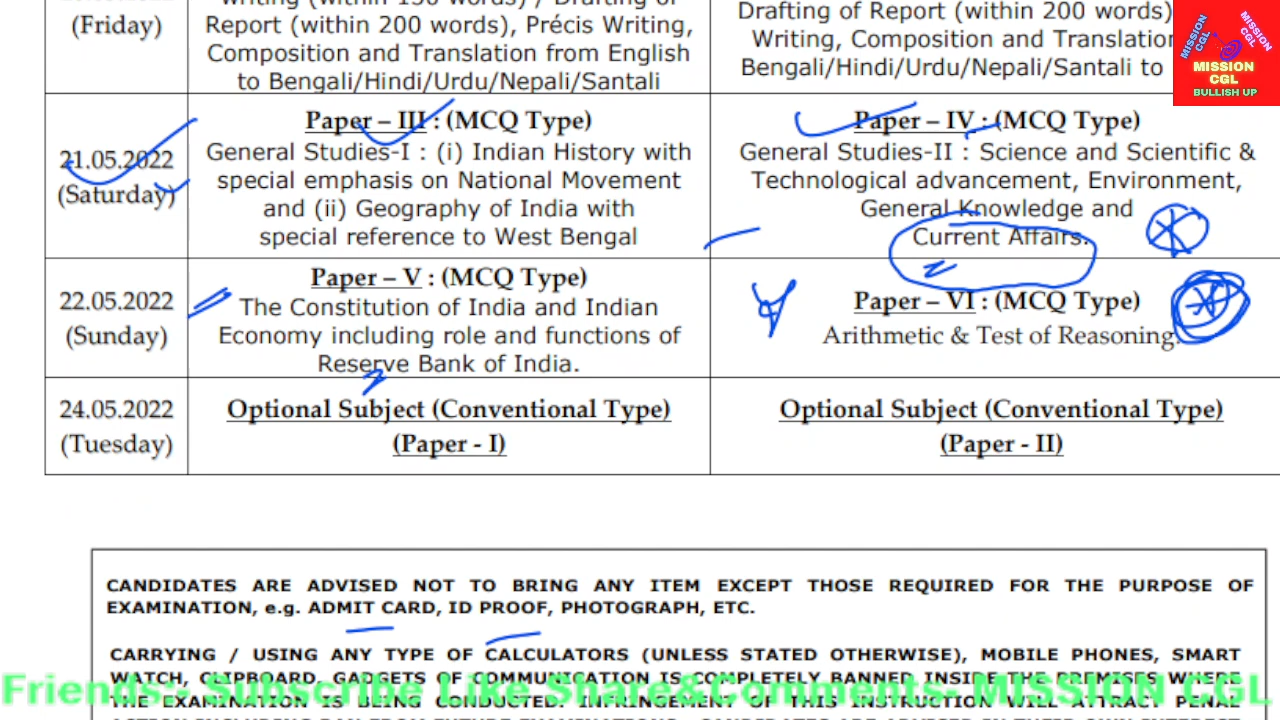 Writing (within 150 words) / Drafting of
(Friday)
Report (within 200 words), Précis Writing,
Composition and Translation from English
to Bengali/Hindi/Urdu/Nepali/Santali
Drafting of Report (within 200 words)
Writing, Composition and Translation
Bengali/Hindi/Urdu/Nepali/Santali to
MISSION CGL
MISSION CGL
MISSION
CGL
BULLISH UP
21.05.2022
(Saturday)
Paper – III : (MCQ Type)
General Studies-I : (i) Indian History with
special emphasis on National Movement
and (ii) Geography of India with
special reference to West Bengal
Paper – IV : (MCQ Type)
General Studies-II : Science and Scientific &
Technological advancement, Environment,
General Knowledge and
Current Affairs.
22.05.2022
(Sunday)
Paper – V : (MCQ Type)
The Constitution of India and Indian
Economy including role and functions of
Reserve Bank of India.
Paper – VI : (MCQ Type)
Arithmetic & Test of Reasoning.
24.05.2022
(Tuesday)
Optional Subject (Conventional Type)
(Paper - I)
Optional Subject (Conventional Type)
(Paper - II)
CANDIDATES ARE ADVISED NOT TO BRING ANY ITEM EXCEPT THOSE REQUIRED FOR THE PURPOSE OF
EXAMINATION, e.g. ADMIT CARD, ID PROOF, PHOTOGRAPH, ETC.
CARRYING / USING ANY TYPE OF CALCULATORS (UNLESS STATED OTHERWISE), MOBILE PHONES, SMART
WATCH, CLIPBOARD, GADGETS OF COMMUNICATION IS COMPLETELY BANNED INSIDE THE PREMISES WHERE
Friends:- Subscribe Like Share&Comments- MISSION CGL
THE EXAMINATION IS BEING CONDUCTED. INFRINGEMENT OF THIS INSTRUCTION WILL ATTRACT PENAL